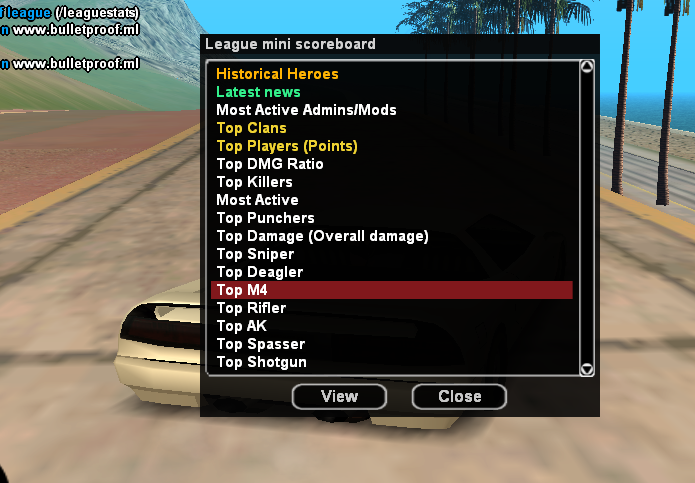 f league (/leaguestats)
n www.bulletproof.ml
n www.bulletproof.ml
League mini scoreboard
Historical Heroes
Latest news
Most Active Admins/Mods
Top Clans
Top Players (Points)
Top DMG Ratio
Top Killers
Most Active
Top Punchers
Top Damage (Overall damage)
Top Sniper
Top Deagler
Top M4
Top Rifler
Top AK
Top Spasser
Top Shotgun
View
Close